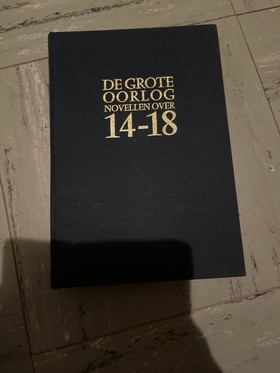 DE GROTE
OORLOG
NOVELLEN OVER
14-18